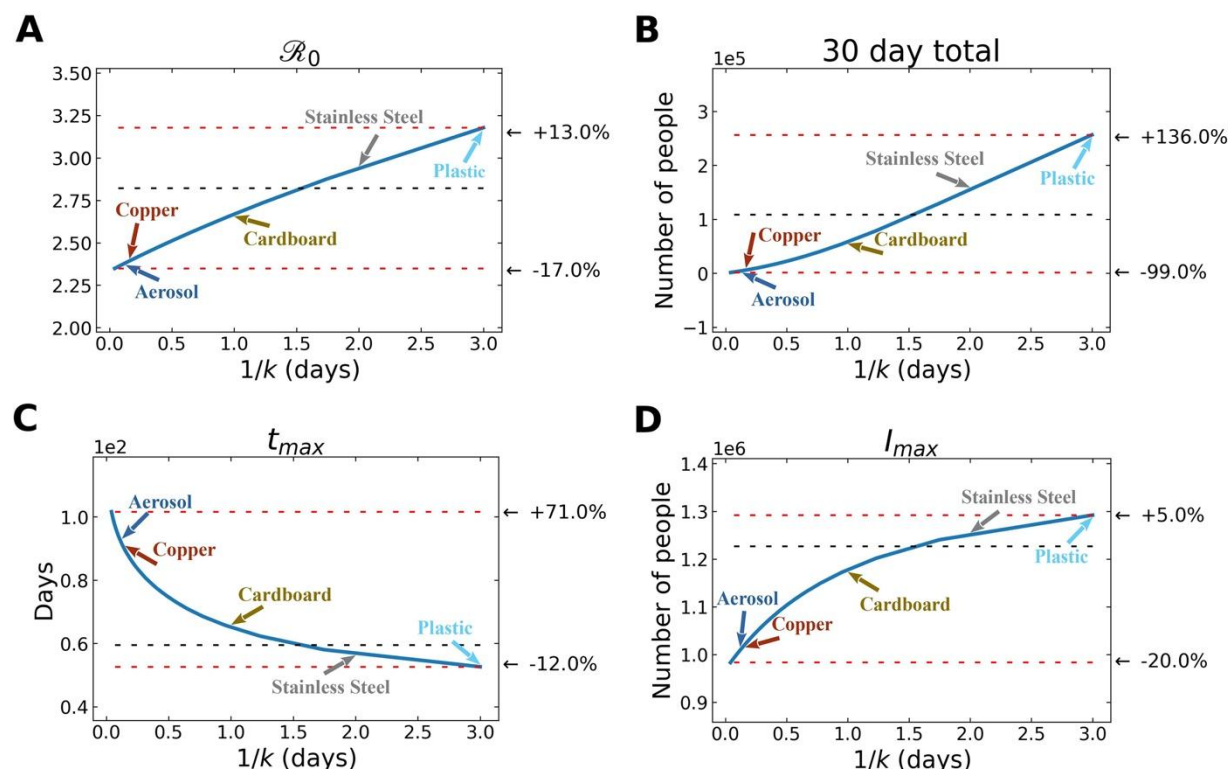 A
ℛ0
3.50
3.25
3.00
2.75
2.50
2.25
2.00
Stainless Steel
← +13.0%
Plastic
Copper
Cardboard
Aerosol
← -17.0%
0.0 0.5 1.0 1.5 2.0 2.5 3.0
1/k (days)
B
30 day total
1e5
Number of people
3
2
1
0
−1
Stainless Steel
← +136.0%
Plastic
Copper
Cardboard
Aerosol
← -99.0%
0.0 0.5 1.0 1.5 2.0 2.5 3.0
1/k (days)
C
tmax
1e2
Days
1.0
0.8
0.6
0.4
Aerosol
← +71.0%
Copper
Cardboard
Plastic
Stainless Steel
← -12.0%
0.0 0.5 1.0 1.5 2.0 2.5 3.0
1/k (days)
D
Imax
1e6
Number of people
1.4
1.3
1.2
1.1
1.0
0.9
Stainless Steel
← +5.0%
Plastic
Cardboard
Aerosol
Copper
← -20.0%
0.0 0.5 1.0 1.5 2.0 2.5 3.0
1/k (days)